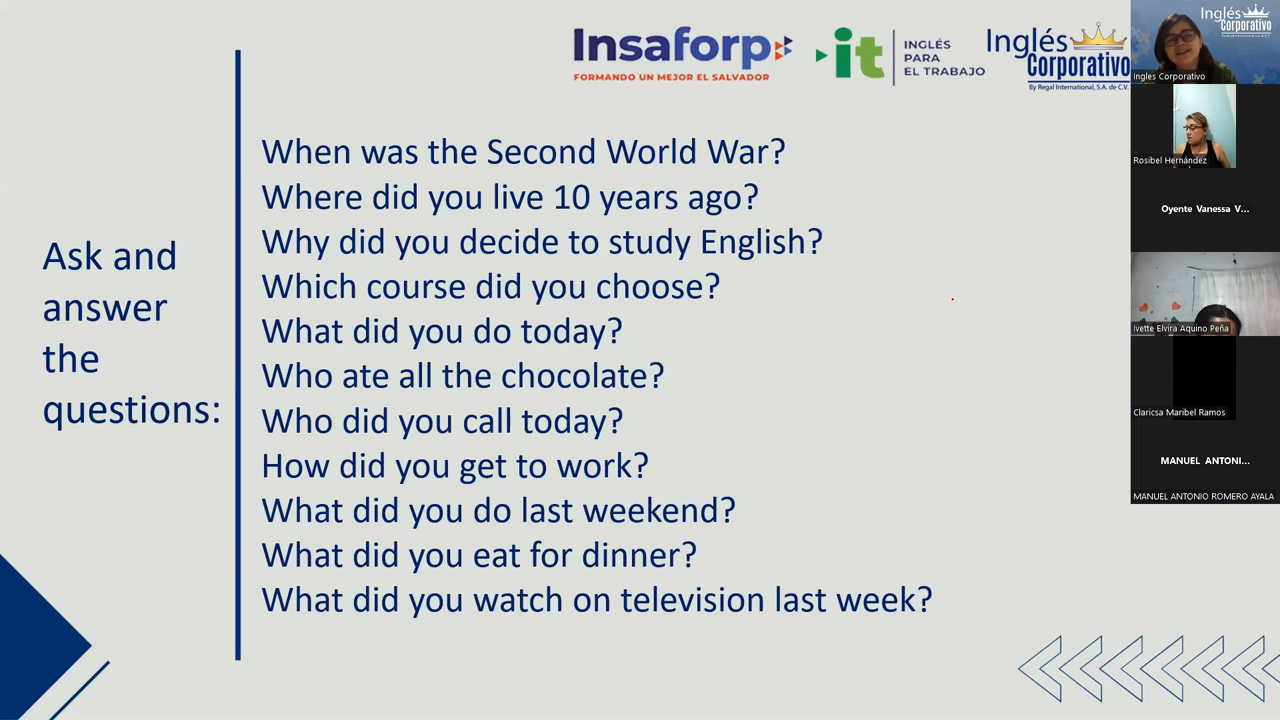 Insaforp
FORMANDO UN MEJOR EL SALVADOR
it
INGLÉS
PARA
EL TRABAJO
Inglés
Corporativo
By Regal International, S.A. de C.V.
Ask and
answer
the
questions:
When was the Second World War?
Where did you live 10 years ago?
Why did you decide to study English?
Which course did you choose?
What did you do today?
Who ate all the chocolate?
Who did you call today?
How did you get to work?
What did you do last weekend?
What did you eat for dinner?
What did you watch on television last week?
Inglés
Corporativo
Ingles Corporativo
Rosibel Hernández
Oyente Vanessa V...
Ivette Elvira Aquino Peña
Claricsa Maribel Ramos
MANUEL ANTONI...
MANUEL ANTONIO ROMERO AYALA